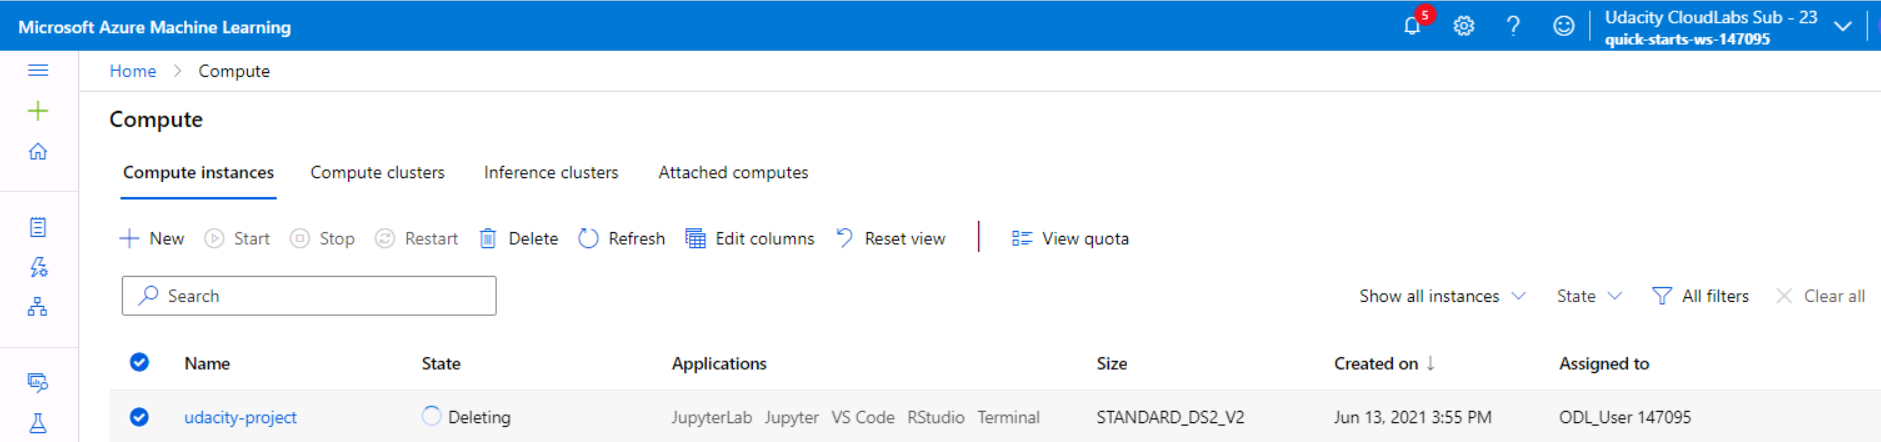 Microsoft Azure Machine Learning
5
Udacity CloudLabs Sub - 23
quick-starts-ws-147095
Home > Compute
Compute
Compute instances Compute clusters Inference clusters Attached computes
New Start Stop Restart Delete Refresh Edit columns Reset view View quota
Search
Show all instances State All filters Clear all
Name State Applications Size Created on ↓ Assigned to
udacity-project Deleting JupyterLab Jupyter VS Code RStudio Terminal STANDARD_DS2_V2 Jun 13, 2021 3:55 PM ODL_User 147095